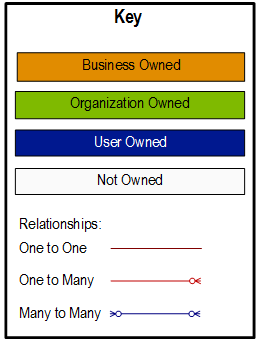 Key
Business Owned
Organization Owned
User Owned
Not Owned
Relationships:
One to One
One to Many
Many to Many